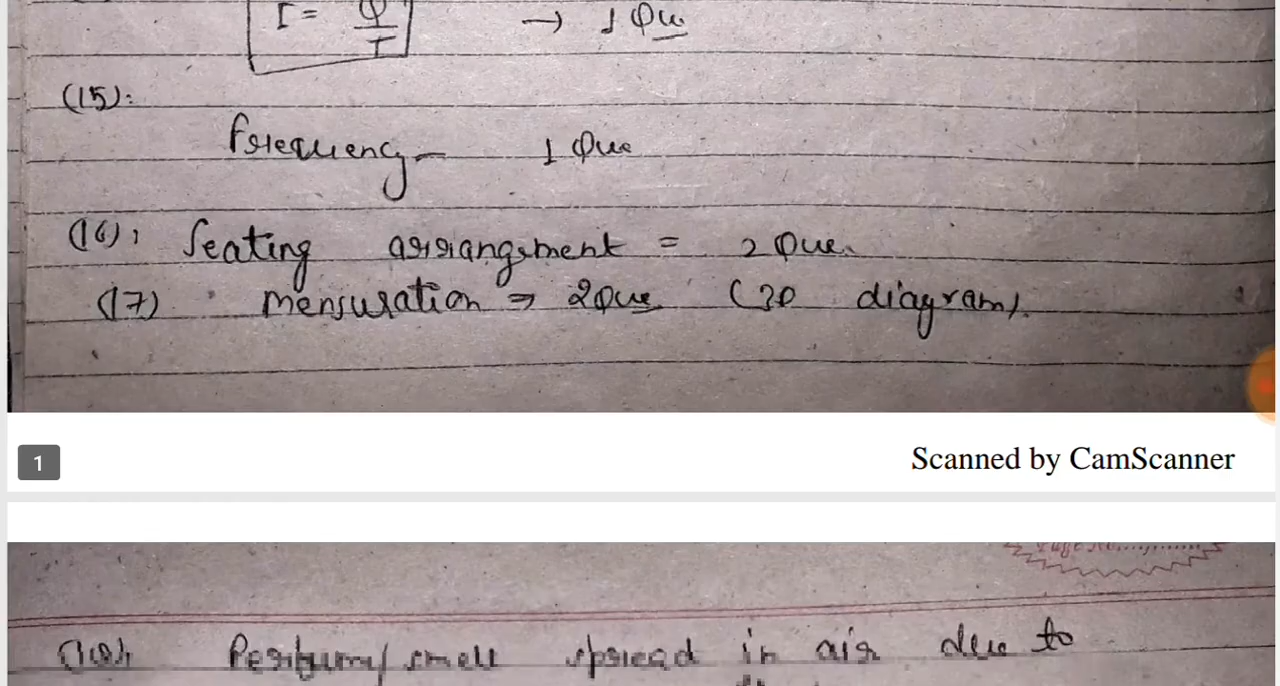 I = Q/T → 1 Que
(15):
Frequency – 1 Que
(16): Seating arrangement = 2 Que.
(17) mensuration ⇒ 2 Que (3D diagram).
1
Scanned by CamScanner
(18) Perfum/smell spread in air due to